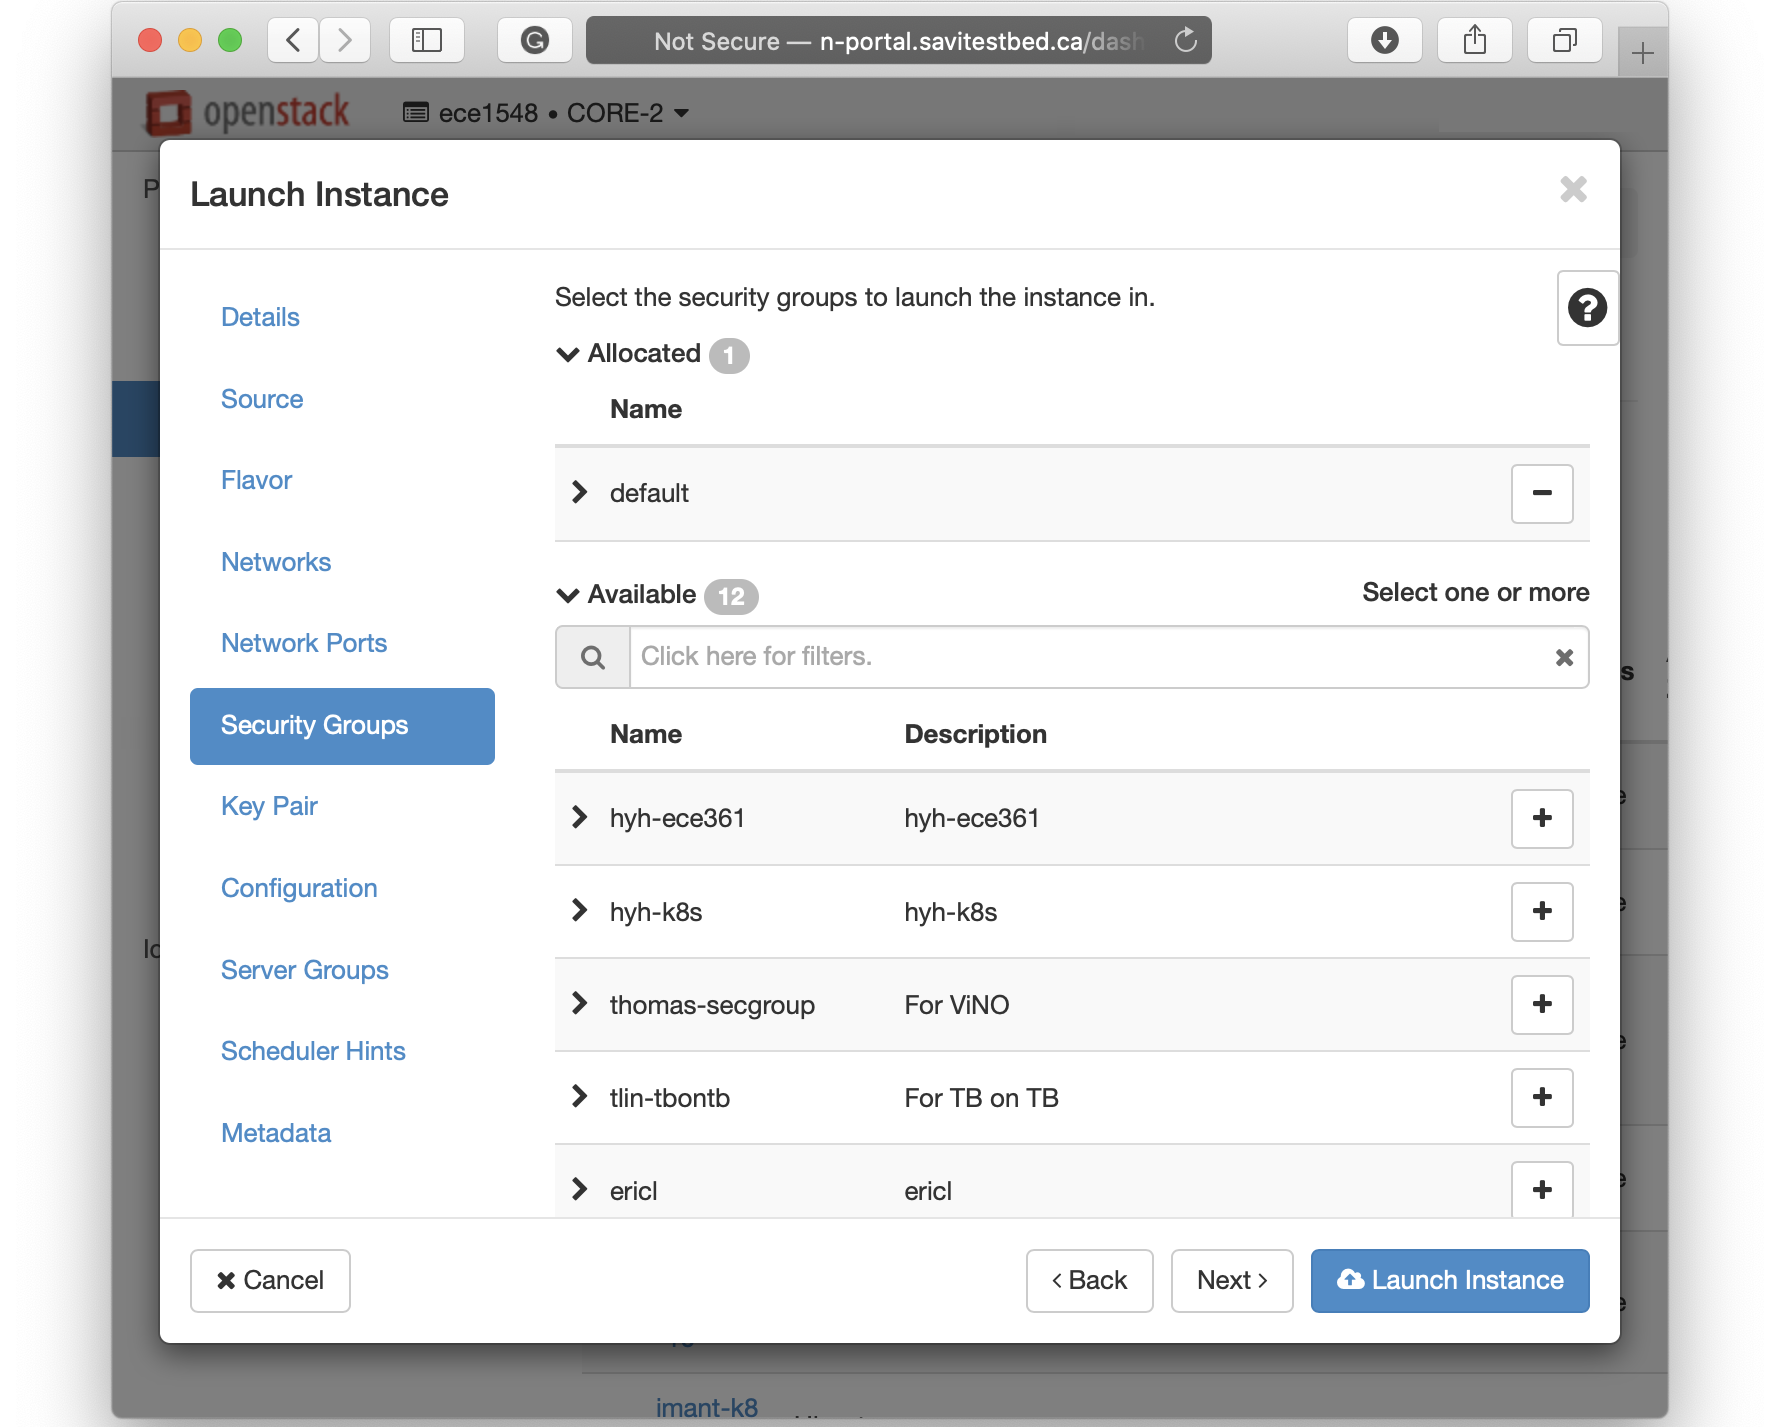 Not Secure — n-portal.savitestbed.ca/dash
openstack ece1548 • CORE-2
Launch Instance
Details
Source
Flavor
Networks
Network Ports
Security Groups
Key Pair
Configuration
Server Groups
Scheduler Hints
Metadata
Select the security groups to launch the instance in.
Allocated 1
Name
default
Available 12 Select one or more
Click here for filters.
Name Description
hyh-ece361 hyh-ece361
hyh-k8s hyh-k8s
thomas-secgroup For ViNO
tlin-tbontb For TB on TB
ericl ericl
Cancel
‹ Back
Next ›
Launch Instance
imant-k8